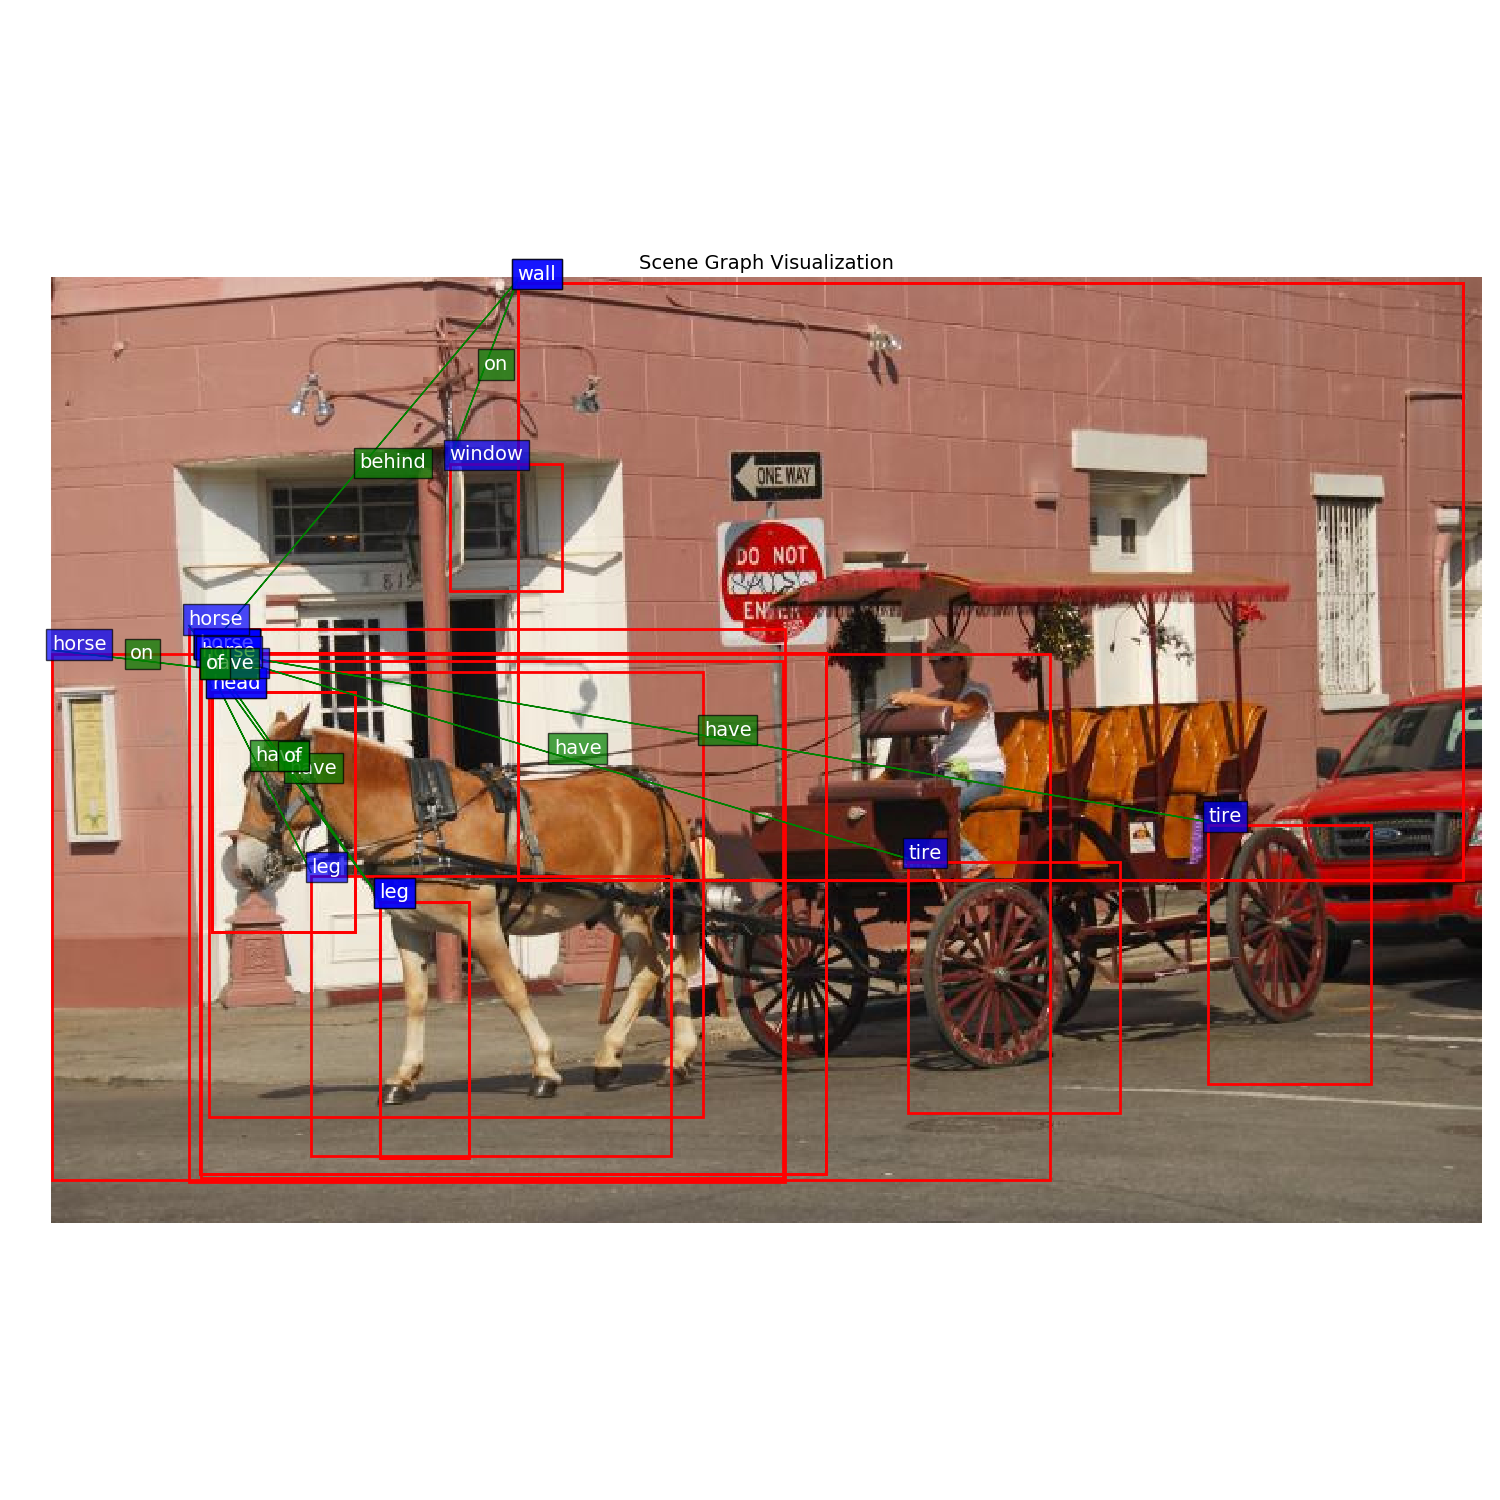 Scene Graph Visualization
wall
on
behind
window
ONE WAY
DO NOT
ENTER
horse
horse
horse
on
of
ve
head
have
have
ha
of
have
tire
tire
leg
leg